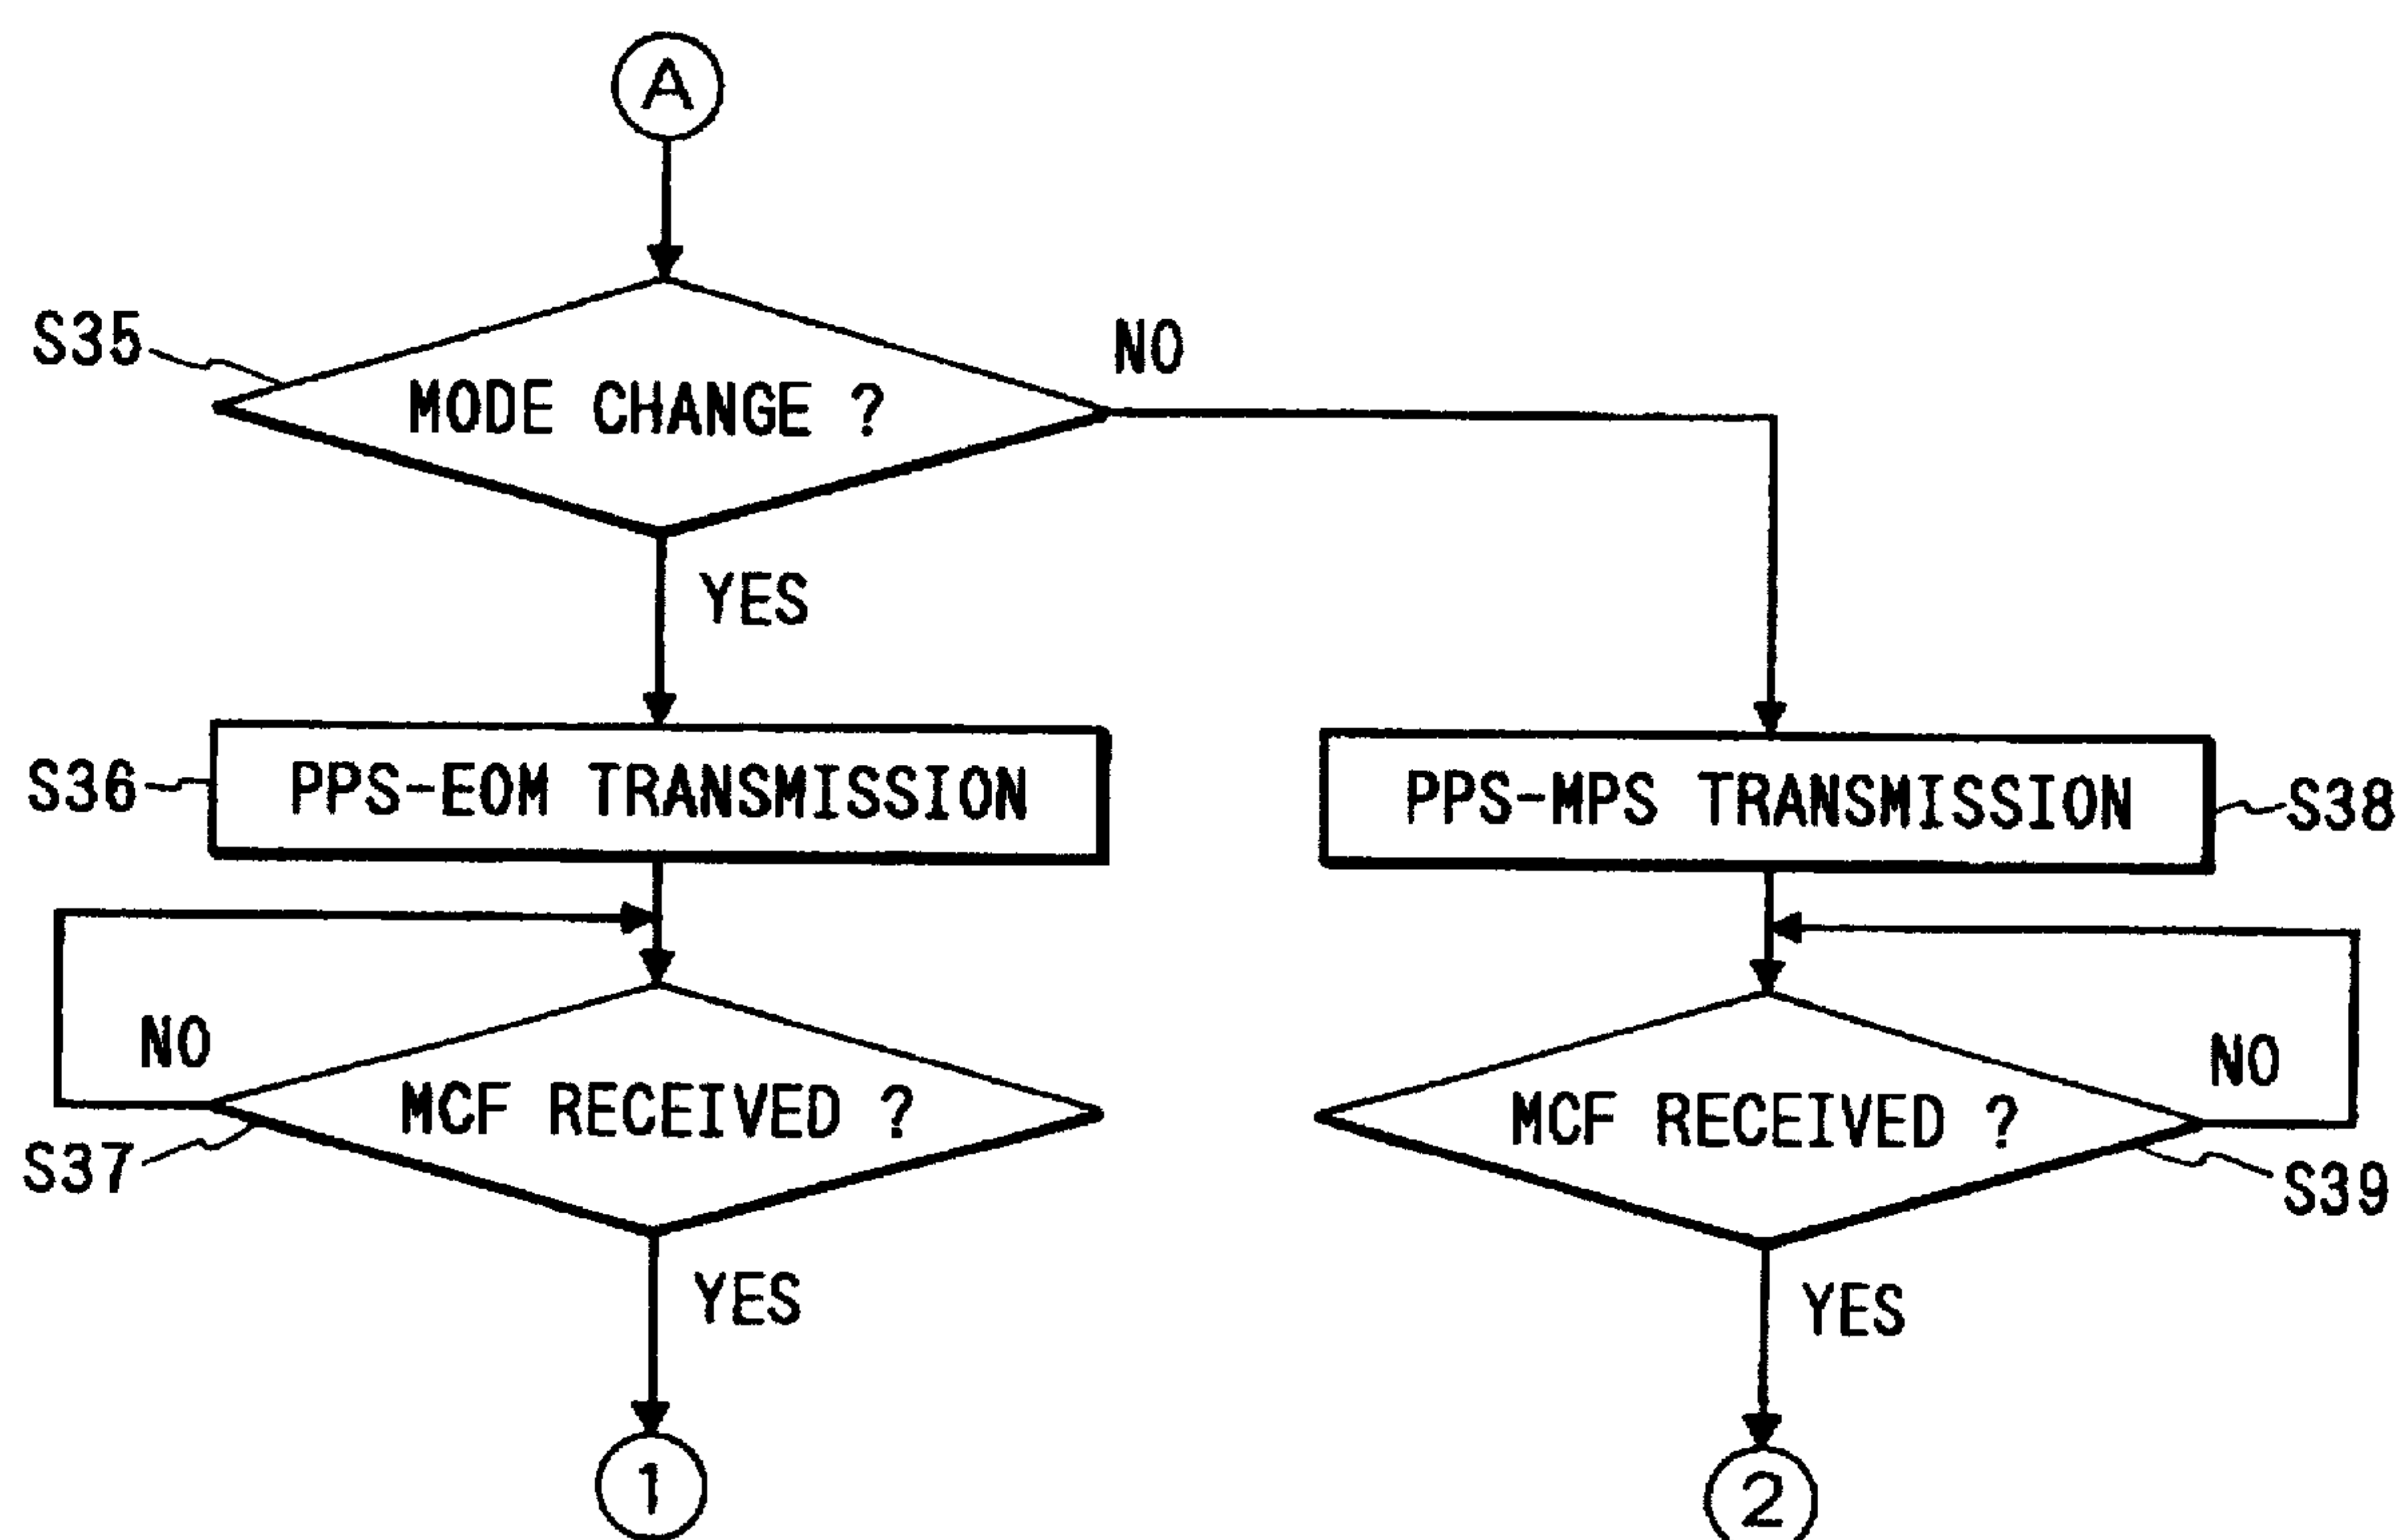 A
S35
MODE CHANGE ?
NO
YES
S36
PPS-EOM TRANSMISSION
PPS-MPS TRANSMISSION
S38
NO
MCF RECEIVED ?
S37
YES
MCF RECEIVED ?
NO
S39
YES
1
2